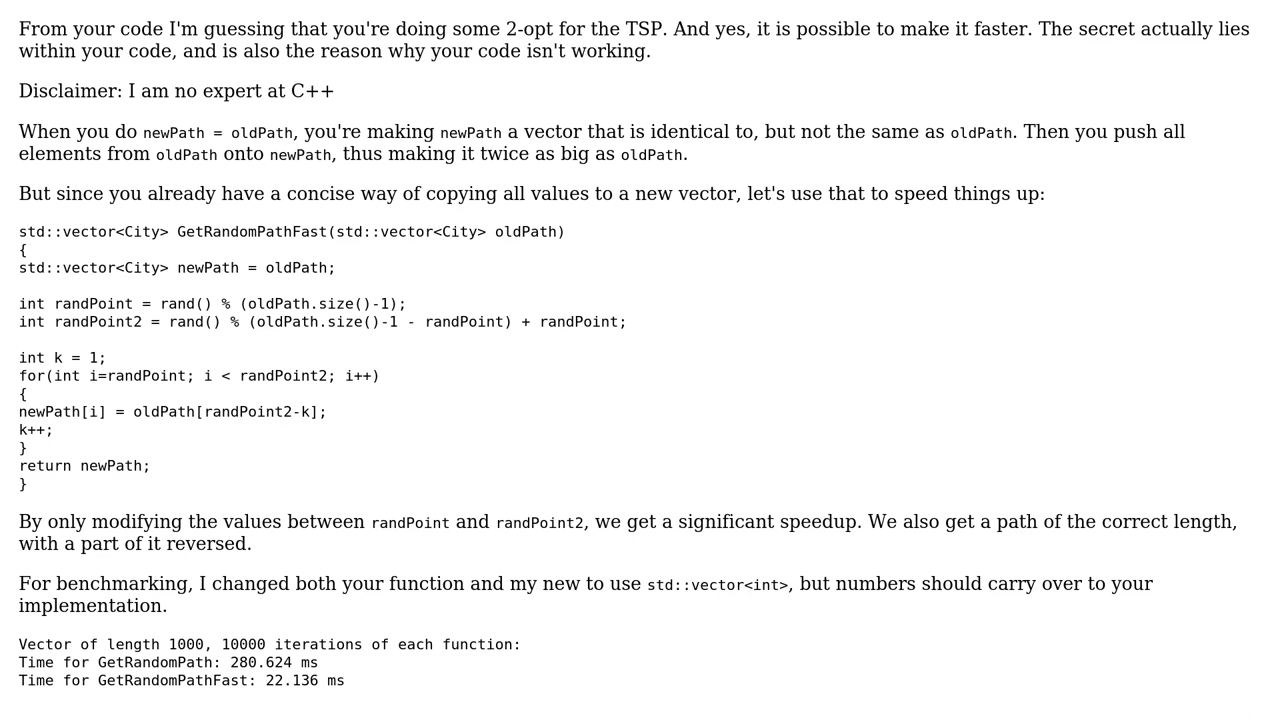 From your code I'm guessing that you're doing some 2-opt for the TSP. And yes, it is possible to make it faster. The secret actually lies
within your code, and is also the reason why your code isn't working.
Disclaimer: I am no expert at C++
When you do newPath = oldPath, you're making newPath a vector that is identical to, but not the same as oldPath. Then you push all
elements from oldPath onto newPath, thus making it twice as big as oldPath.
But since you already have a concise way of copying all values to a new vector, let's use that to speed things up:
std::vector<City> GetRandomPathFast(std::vector<City> oldPath)
{
std::vector<City> newPath = oldPath;
int randPoint = rand() % (oldPath.size()-1);
int randPoint2 = rand() % (oldPath.size()-1 - randPoint) + randPoint;
int k = 1;
for(int i=randPoint; i < randPoint2; i++)
{
newPath[i] = oldPath[randPoint2-k];
k++;
}
return newPath;
}
By only modifying the values between randPoint and randPoint2, we get a significant speedup. We also get a path of the correct length,
with a part of it reversed.
For benchmarking, I changed both your function and my new to use std::vector<int>, but numbers should carry over to your
implementation.
Vector of length 1000, 10000 iterations of each function:
Time for GetRandomPath: 280.624 ms
Time for GetRandomPathFast: 22.136 ms